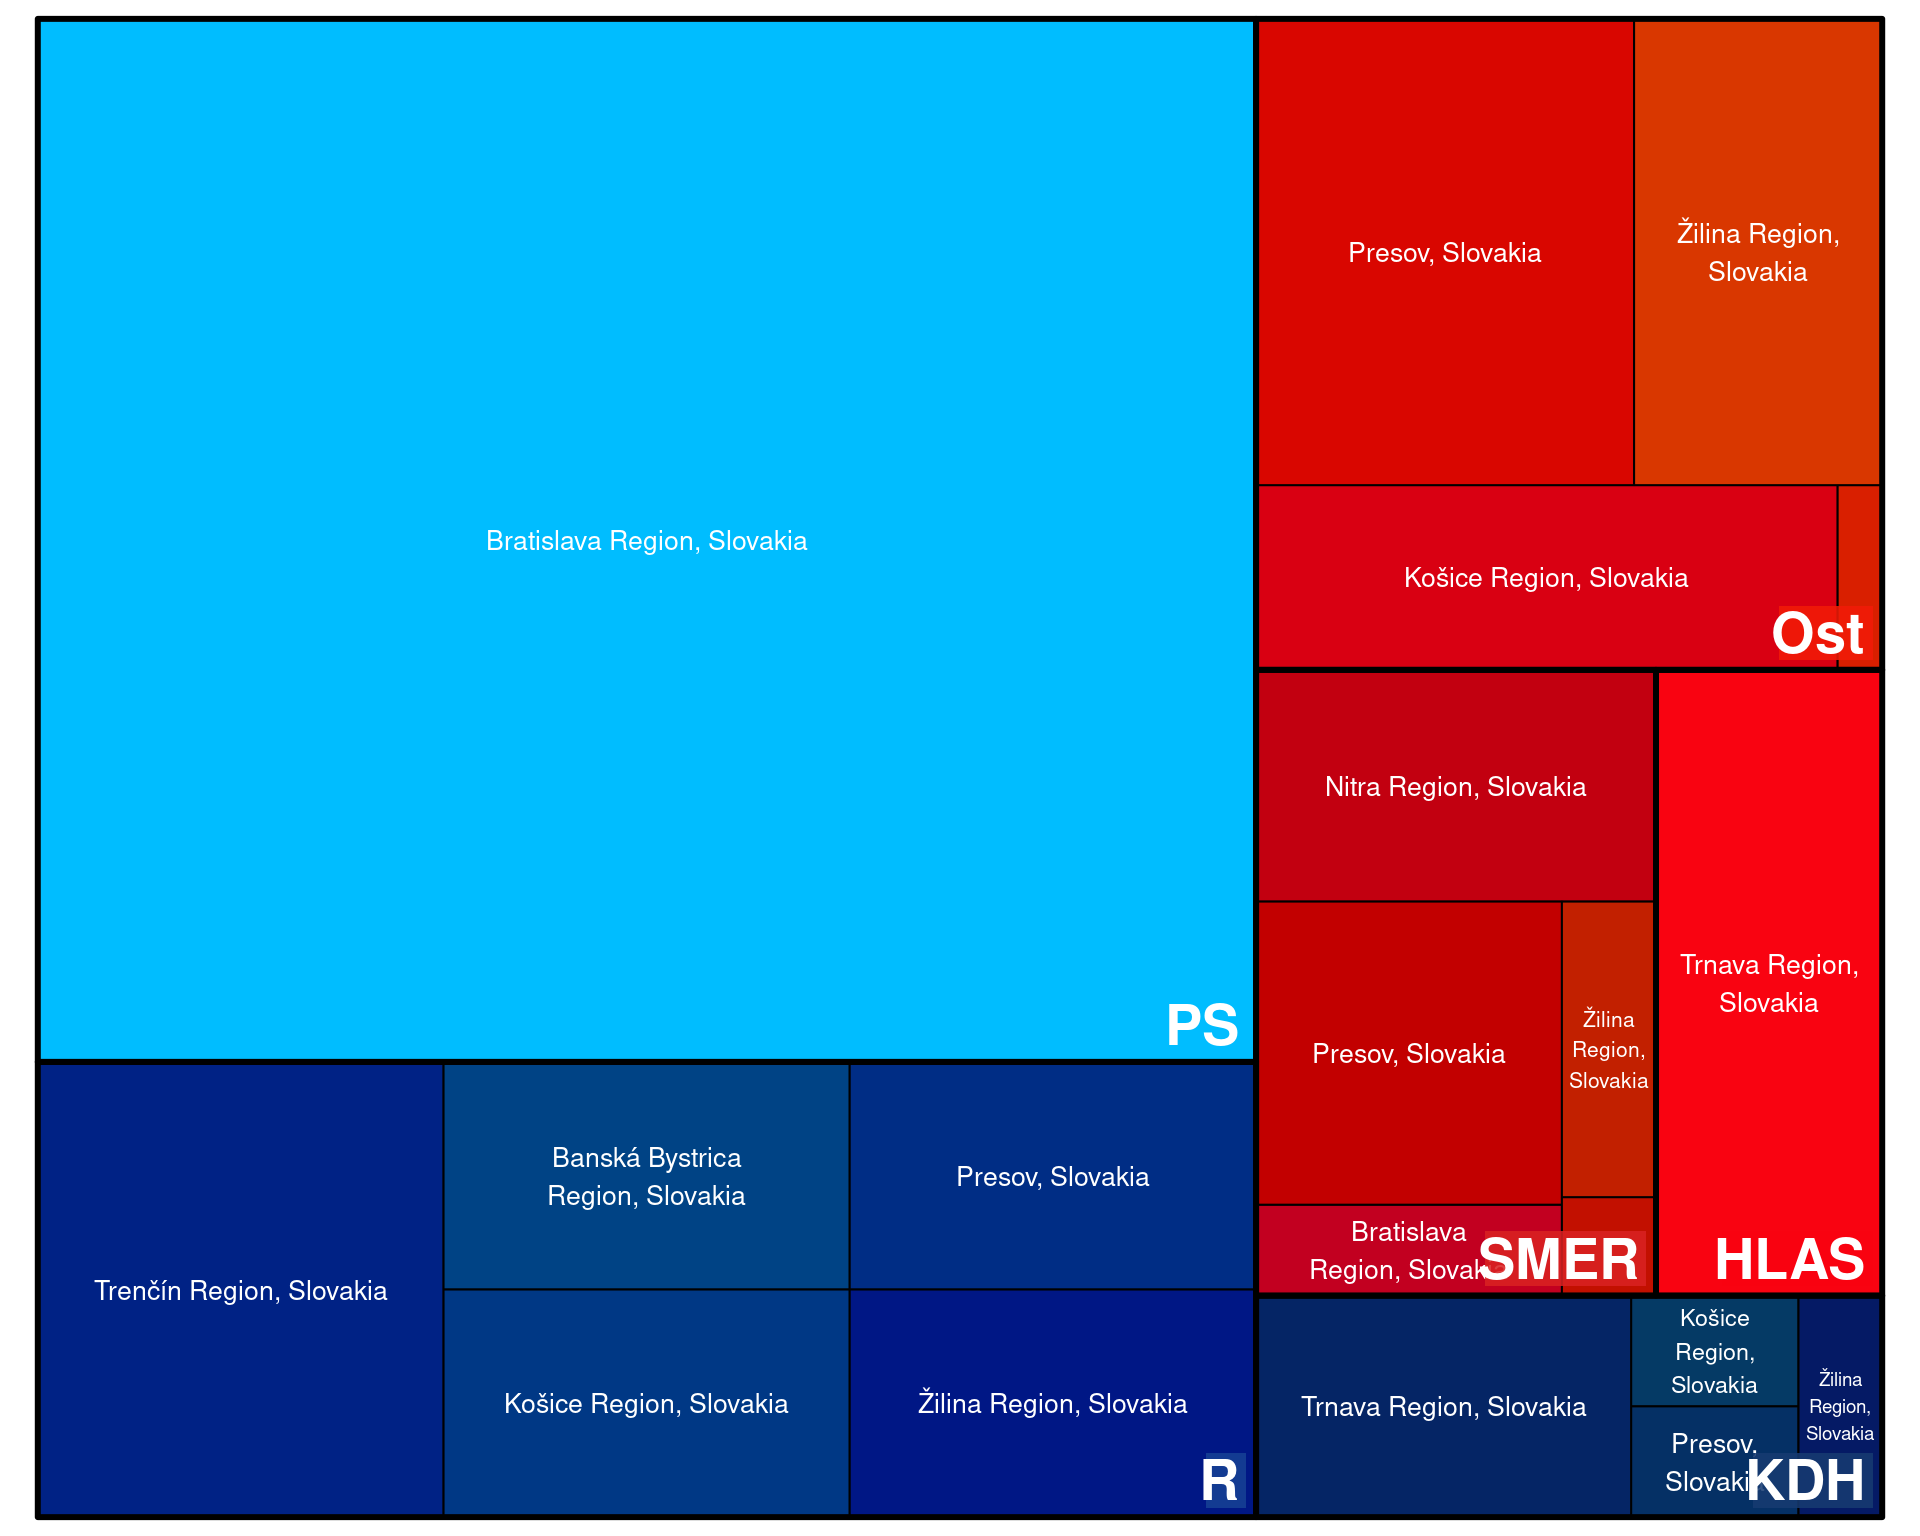 Bratislava Region, Slovakia
PS
Presov, Slovakia
Žilina Region,
Slovakia
Košice Region, Slovakia
Ost
Nitra Region, Slovakia
Presov, Slovakia
Žilina
Region,
Slovakia
Bratislava
Region, Slovak
SMER
Trnava Region,
Slovakia
HLAS
Trenčín Region, Slovakia
Banská Bystrica
Region, Slovakia
Presov, Slovakia
Košice Region, Slovakia
Žilina Region, Slovakia
R
Trnava Region, Slovakia
Košice
Region,
Slovakia
Presov,
Slovaki
Žilina
Region,
Slovakia
KDH